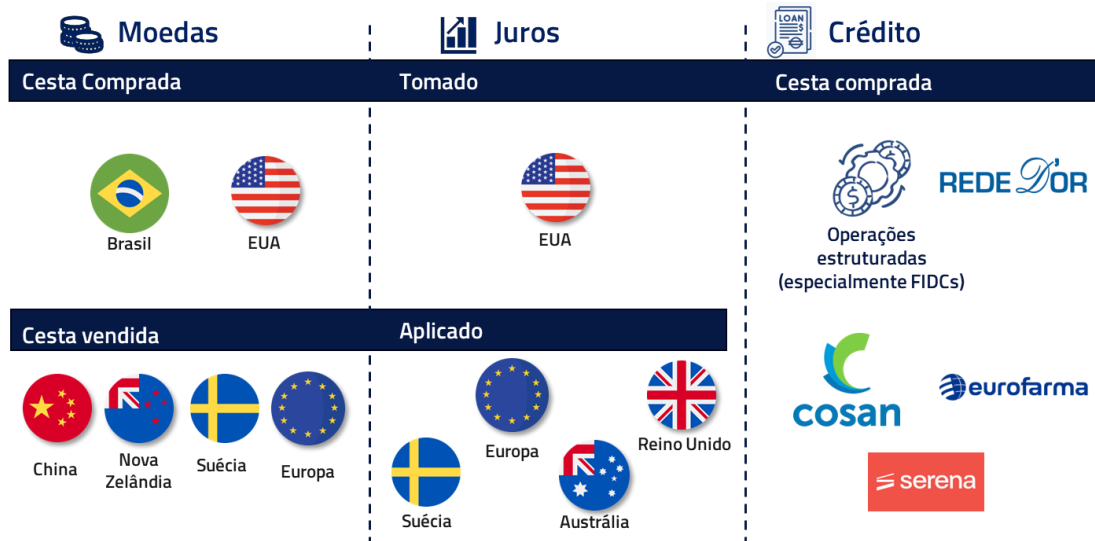 Moedas
Juros
LOAN
$
Crédito
Cesta Comprada
Tomado
Cesta comprada
Brasil
EUA
EUA
$
$
Operações
estruturadas
(especialmente FIDCs)
REDE D'OR
Cesta vendida
Aplicado
China
Nova
Zelândia
Suécia
Europa
Suécia
Europa
Austrália
Reino Unido
cosan
eurofarma
serena